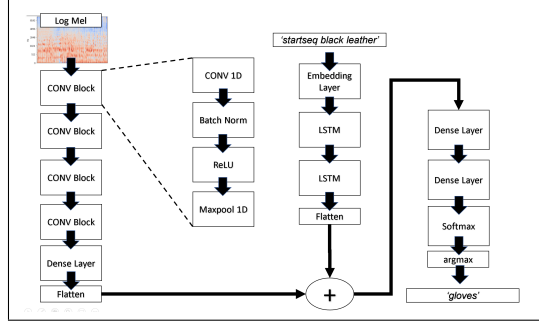 Log Mel
CONV Block
CONV Block
CONV Block
CONV Block
Dense Layer
Flatten
CONV 1D
Batch Norm
ReLU
Maxpool 1D
'startseq black leather'
Embedding
Layer
LSTM
LSTM
Flatten
+
Dense Layer
Dense Layer
Softmax
argmax
'gloves'